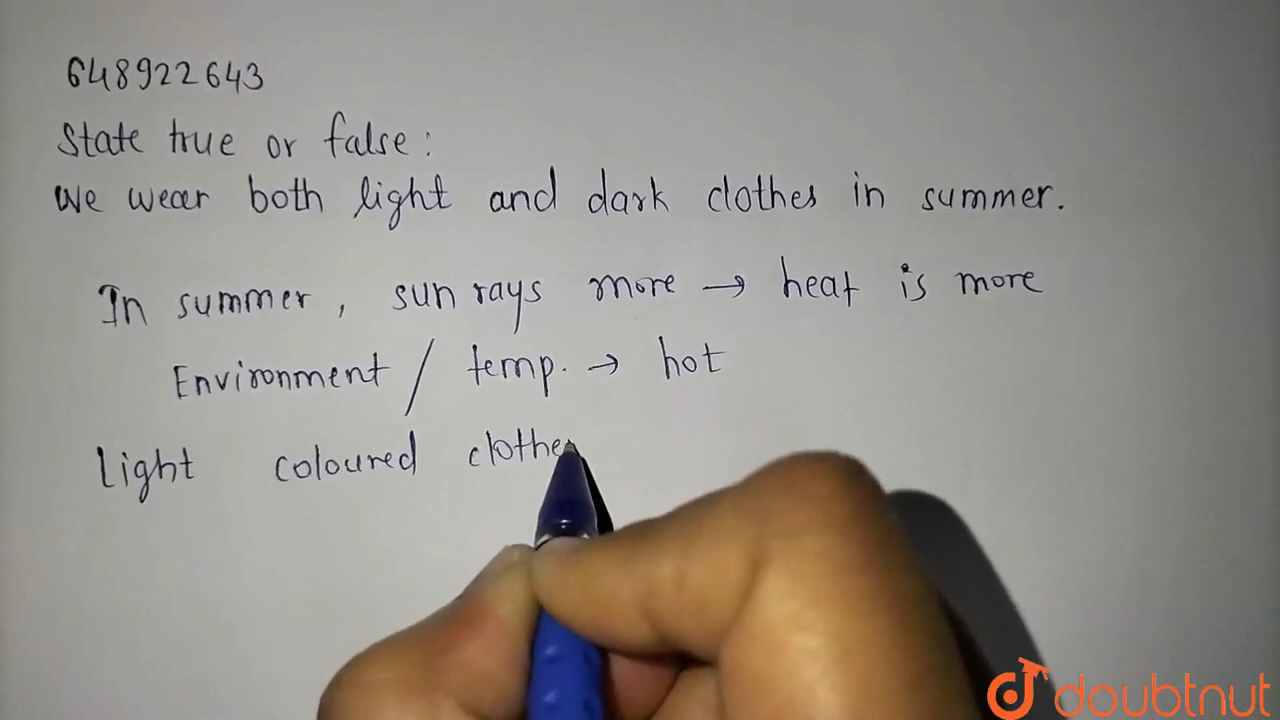 648922643
State true or false:
We wear both light and dark clothes in summer.
In summer, sun rays more → heat is more
Environment / temp. → hot
Light coloured clothe
doubtnut